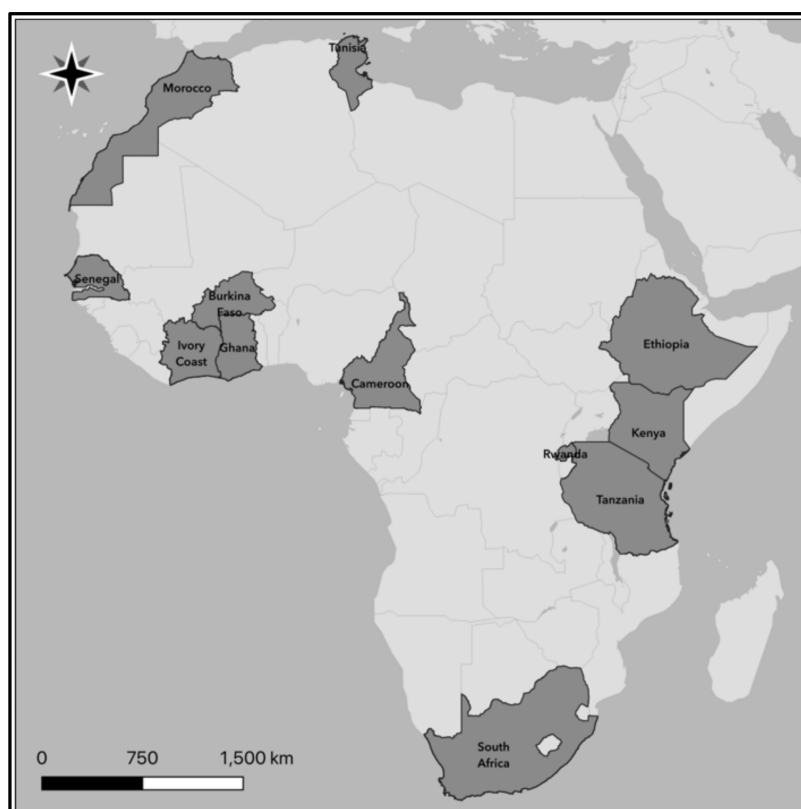 Tunisia
Morocco
Senegal
Burkina
Faso
Ivory
Coast
Ghana
Cameroon
Ethiopia
Kenya
Rwanda
Tanzania
South
Africa
0 750 1,500 km